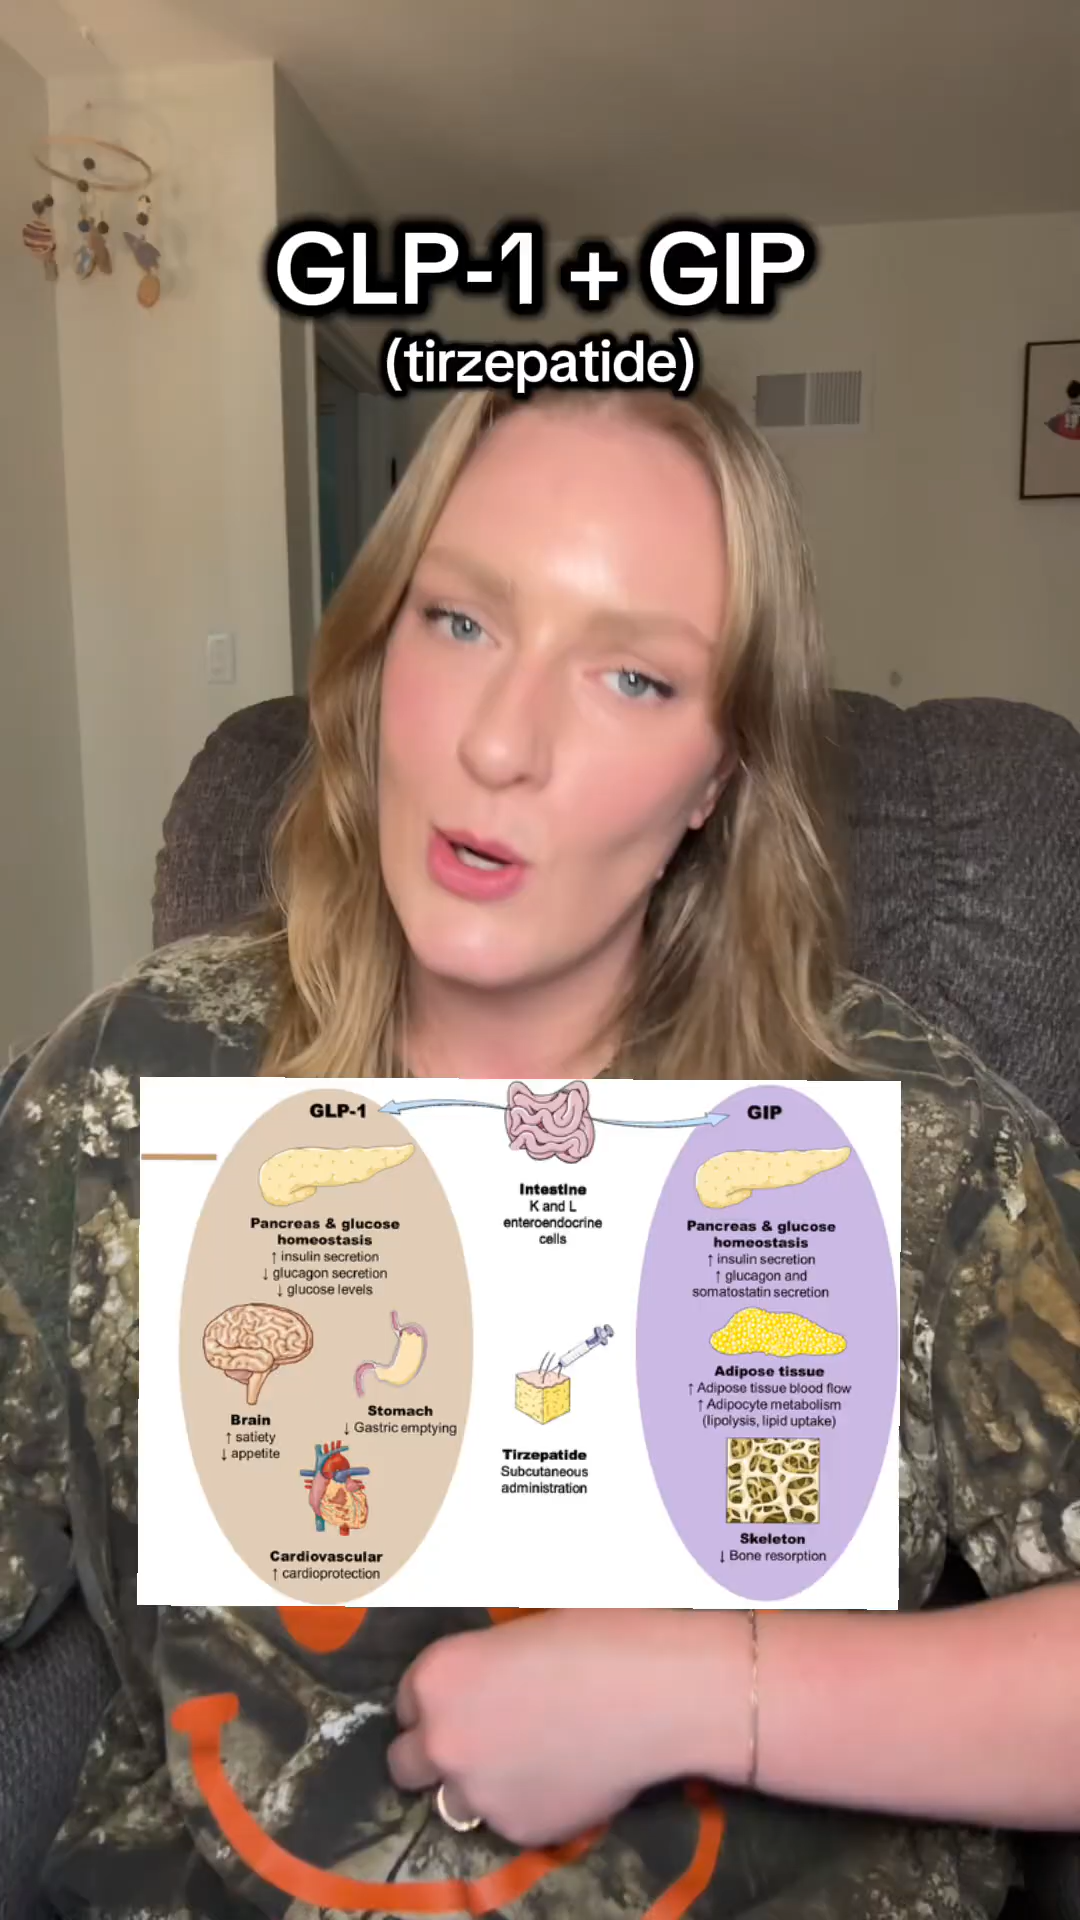 GLP-1 + GIP
(tirzepatide)
GLP-1
Pancreas & glucose
homeostasis
↑ insulin secretion
↓ glucagon secretion
↓ glucose levels
Brain
↑ satiety
↓ appetite
Stomach
↓ Gastric emptying
Cardiovascular
↑ cardioprotection
Intestine
K and L
enteroendocrine
cells
Tirzepatide
Subcutaneous
administration
GIP
Pancreas & glucose
homeostasis
↑ insulin secretion
↑ glucagon and
somatostatin secretion
Adipose tissue
↑ Adipose tissue blood flow
↑ Adipocyte metabolism
(lipolysis, lipid uptake)
Skeleton
↓ Bone resorption